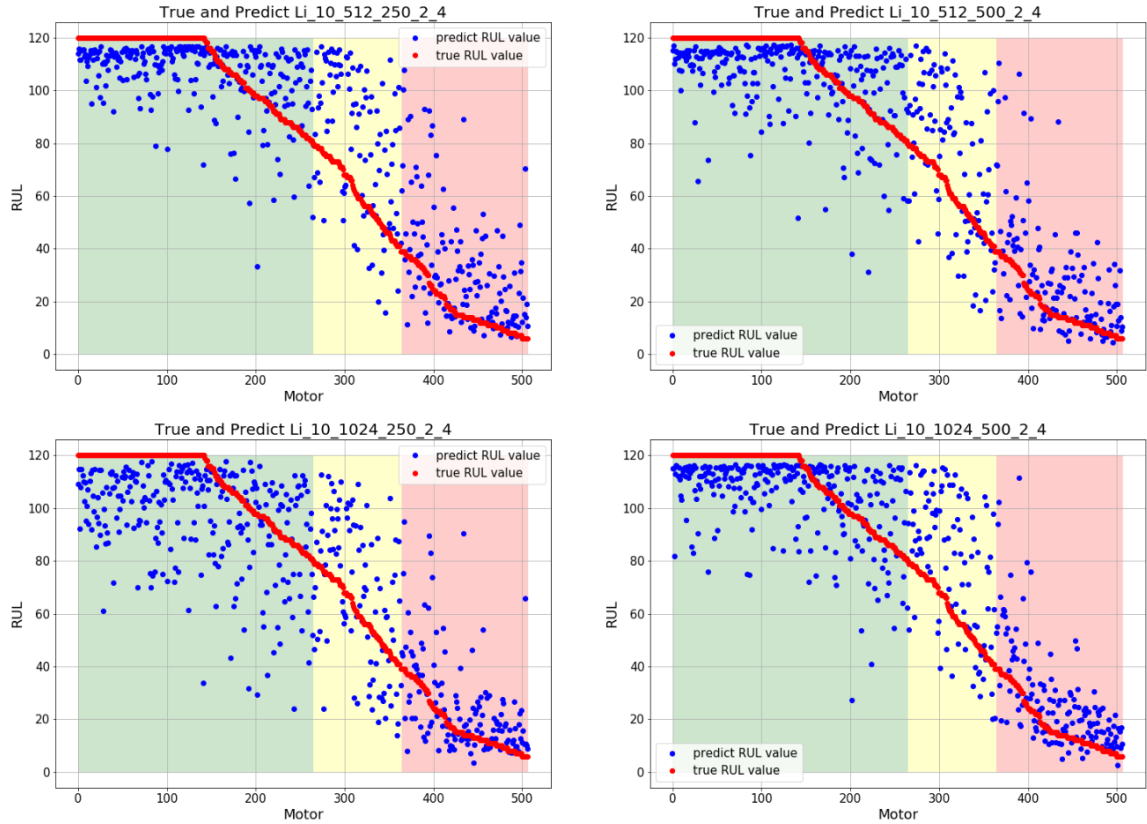 True and Predict Li_10_512_250_2_4
120
100
80
60
40
20
0
RUL
predict RUL value
true RUL value
0 100 200 300 400 500
Motor
True and Predict Li_10_512_500_2_4
120
100
80
60
40
20
0
RUL
predict RUL value
true RUL value
0 100 200 300 400 500
Motor
True and Predict Li_10_1024_250_2_4
120
100
80
60
40
20
0
RUL
predict RUL value
true RUL value
0 100 200 300 400 500
Motor
True and Predict Li_10_1024_500_2_4
120
100
80
60
40
20
0
RUL
predict RUL value
true RUL value
0 100 200 300 400 500
Motor